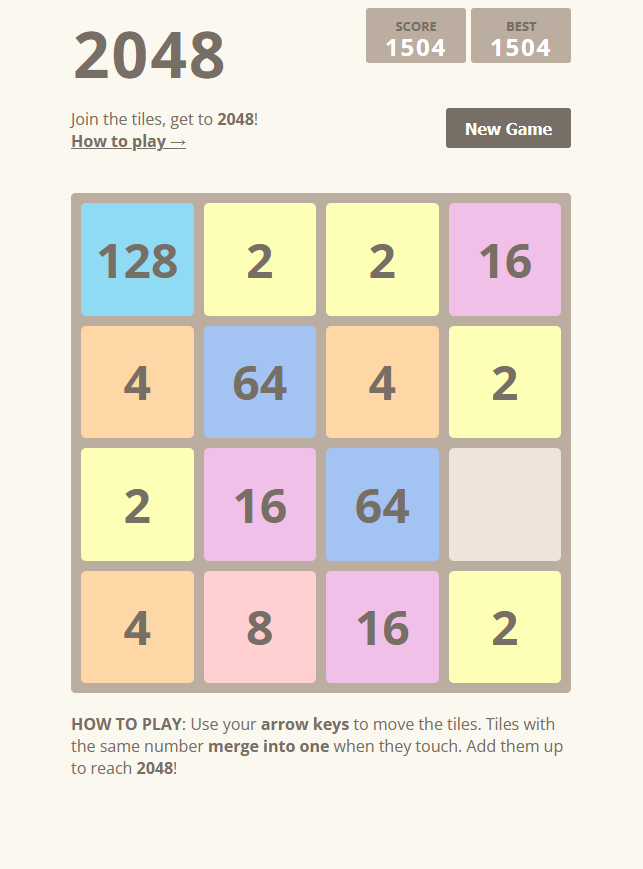 2048
SCORE
1504
BEST
1504
Join the tiles, get to 2048!
How to play →
New Game
128 2 2 16
4 64 4 2
2 16 64
4 8 16 2
HOW TO PLAY: Use your arrow keys to move the tiles. Tiles with
the same number merge into one when they touch. Add them up
to reach 2048!